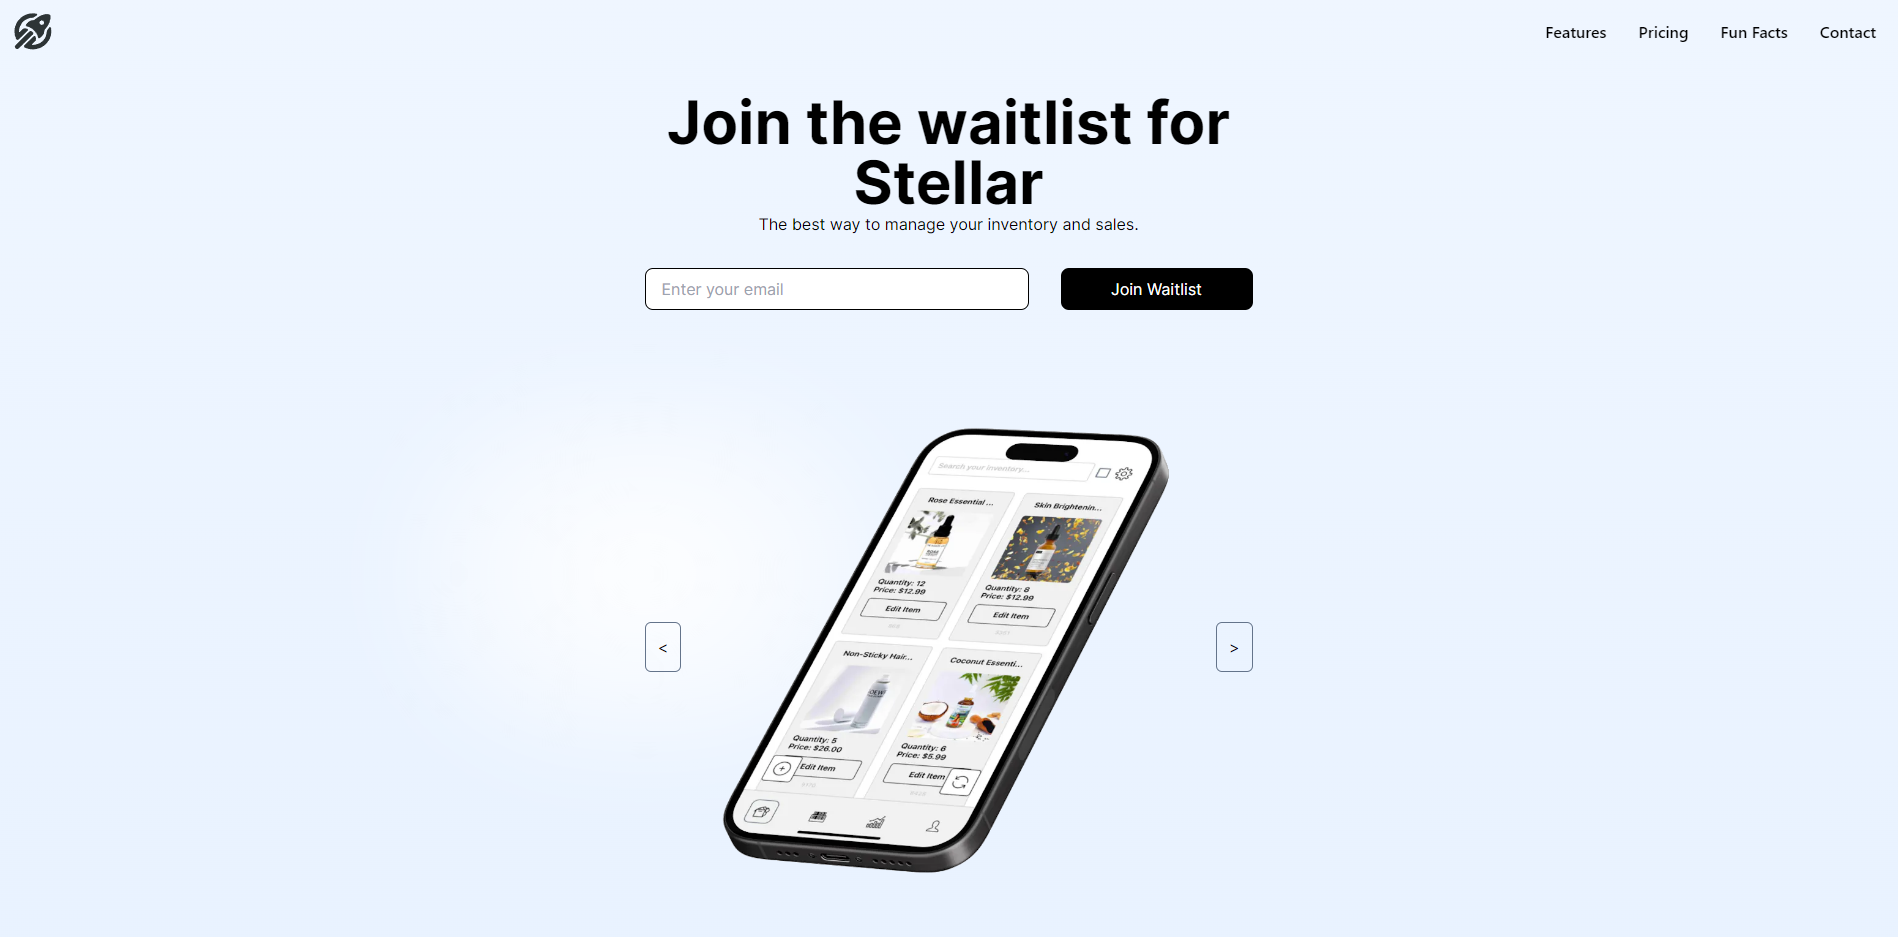 Features
Pricing
Fun Facts
Contact
Join the waitlist for
Stellar
The best way to manage your inventory and sales.
Enter your email
Join Waitlist
Search your inventory...
Rose Essential ...
Skin Brightenin...
Quantity: 12
Price: $12.99
Edit Item
Quantity: 8
Price: $12.99
Edit Item
Non-Sticky Hair...
Coconut Essenti...
Quantity: 5
Price: $26.00
Edit Item
Quantity: 6
Price: $5.99
Edit Item
<
>